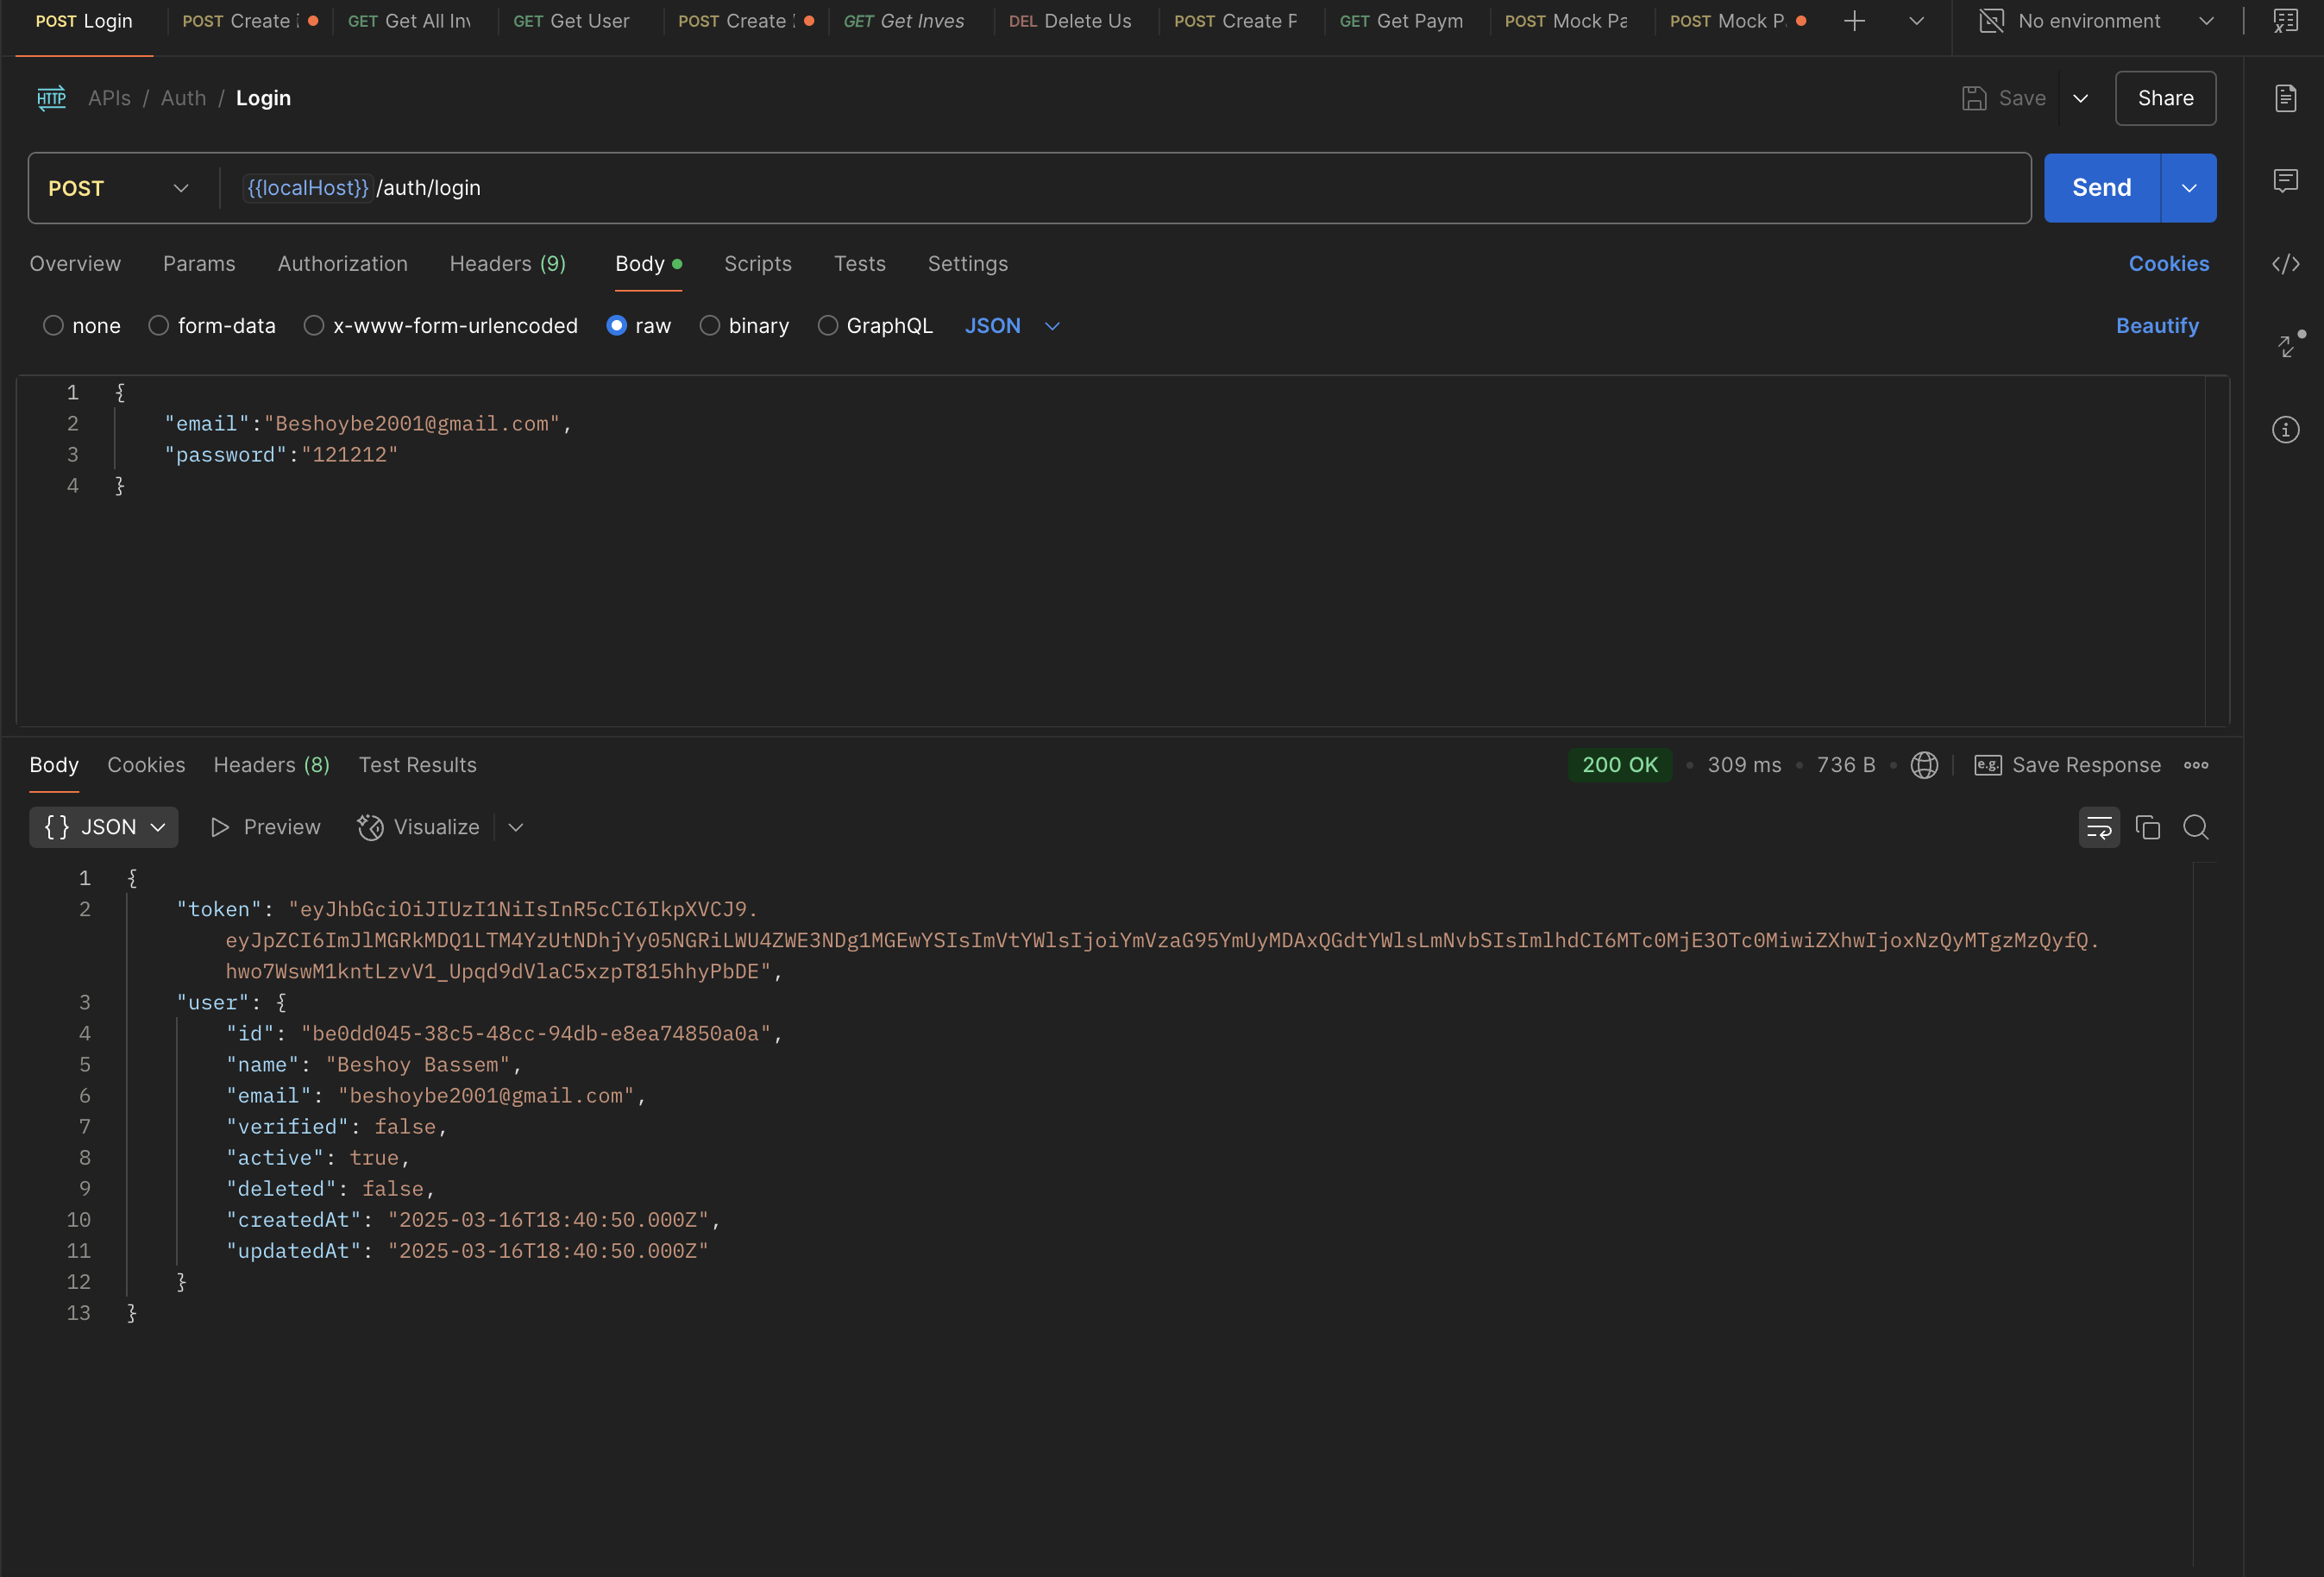 POST Login POST Create i GET Get All Inv GET Get User POST Create GET Get Inves DEL Delete Us POST Create F GET Get Paym POST Mock Pa POST Mock P. No environment
HTTP APIs / Auth / Login Save Share
POST {{localHost}} /auth/login Send
Overview Params Authorization Headers (9) Body Scripts Tests Settings Cookies
none form-data x-www-form-urlencoded raw binary GraphQL JSON Beautify
1 {
2 "email":"Beshoybe2001@gmail.com",
3 "password":"121212"
4 }
Body Cookies Headers (8) Test Results 200 OK • 309 ms • 736 B • e.g. Save Response
{} JSON Preview Visualize
1 {
2 "token": "eyJhbGciOiJIUzI1NiIsInR5cCI6IkpXVCJ9.
eyJpZCI6ImJlMGRkMDQ1LTM4YzUtNDhjYy05NGRiLWU4ZWE3NDg1MGEwYSIsImVtYWlsIjoiYmVzaG95YmUyMDAxQGdtYWlsLmNvbSIsImlhdCI6MTc0MjE3OTc0MiwiZXhwIjoxNzQyMTgzMzQyfQ.
hwo7WswM1kntLzvV1_Upqd9dVlaC5xzpT815hhyPbDE",
3 "user": {
4 "id": "be0dd045-38c5-48cc-94db-e8ea74850a0a",
5 "name": "Beshoy Bassem",
6 "email": "beshoybe2001@gmail.com",
7 "verified": false,
8 "active": true,
9 "deleted": false,
10 "createdAt": "2025-03-16T18:40:50.000Z",
11 "updatedAt": "2025-03-16T18:40:50.000Z"
12 }
13 }